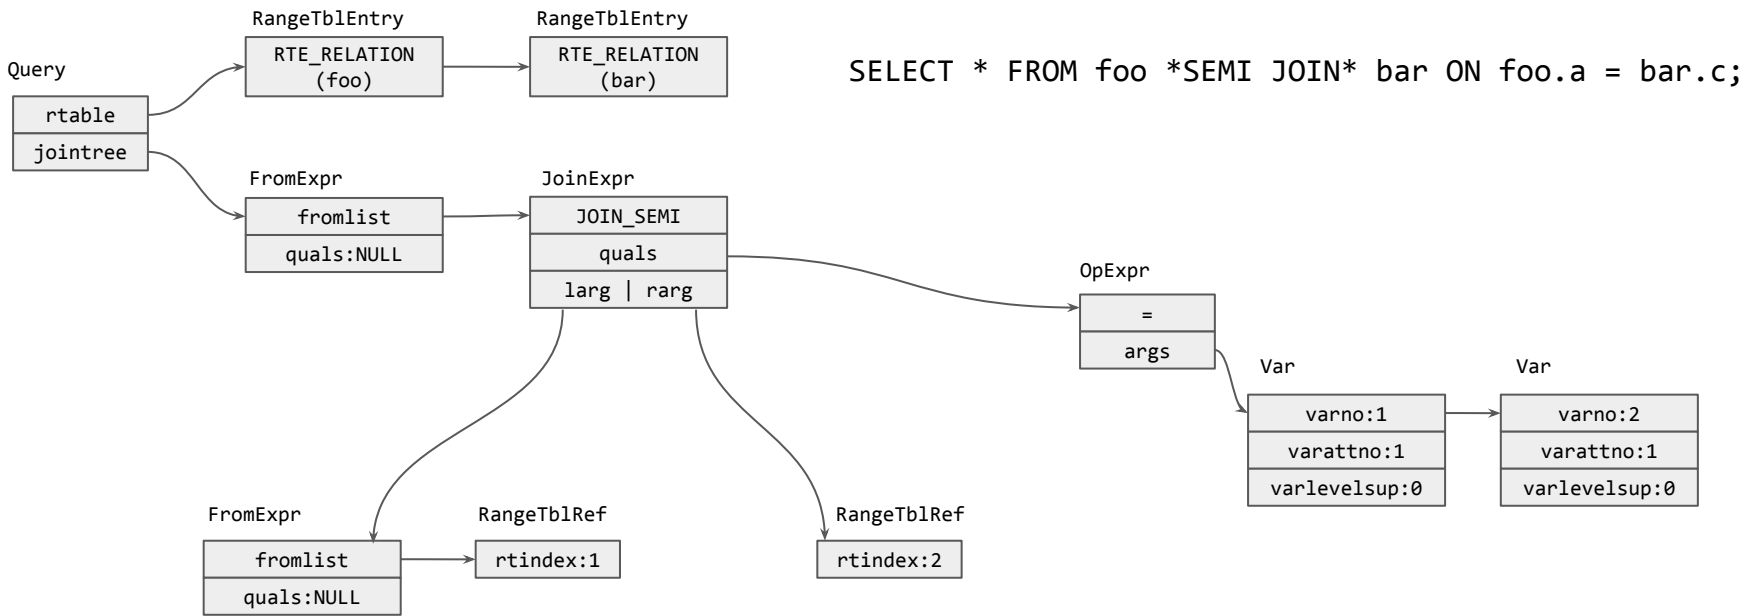 RangeTblEntry
RangeTblEntry
RTE_RELATION
(foo)
RTE_RELATION
(bar)
SELECT * FROM foo *SEMI JOIN* bar ON foo.a = bar.c;
Query
rtable
jointree
FromExpr
fromlist
quals:NULL
JoinExpr
JOIN_SEMI
quals
larg | rarg
OpExpr
=
args
Var
varno:1
varattno:1
varlevelsup:0
Var
varno:2
varattno:1
varlevelsup:0
FromExpr
fromlist
quals:NULL
RangeTblRef
rtindex:1
RangeTblRef
rtindex:2